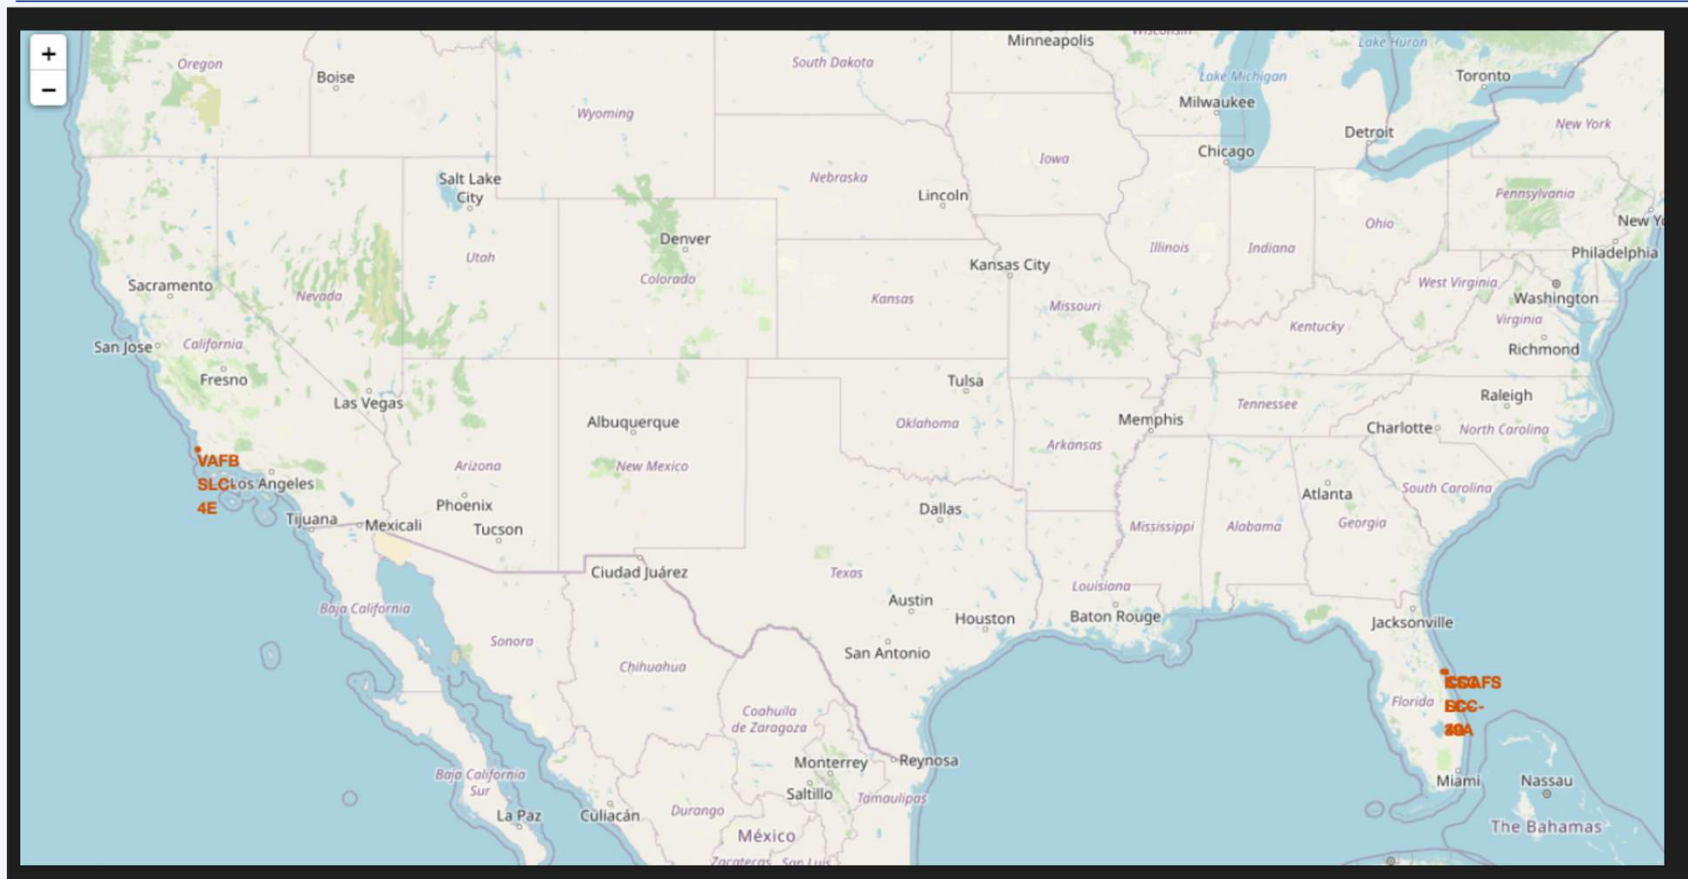 +
−
Oregon
Boise
Wyoming
South Dakota
Minneapolis
Wisconsin
Lake Michigan
Lake Huron
Toronto
Milwaukee
Detroit
New York
Chicago
Iowa
Nebraska
Lincoln
Salt Lake
City
Pennsylvania
Ohio
Denver
Utah
Colorado
Illinois
Indiana
Philadelphia
Kansas City
Sacramento
Nevada
Kansas
Missouri
West Virginia
Washington
Kentucky
Virginia
San Jose
California
Richmond
Fresno
Las Vegas
Tulsa
Raleigh
Albuquerque
Oklahoma
Memphis
Tennessee
Charlotte
North Carolina
Arkansas
VAFB
SLC-
4E
Los Angeles
Arizona
New Mexico
Phoenix
Atlanta
South Carolina
Tijuana
Mexicali
Tucson
Dallas
Mississippi
Alabama
Georgia
Ciudad Juárez
Texas
Louisiana
Baja California
Austin
Houston
Baton Rouge
Jacksonville
Sonora
Chihuahua
San Antonio
Florida
Coahuila
de Zaragoza
Monterrey
Reynosa
Saltillo
Tamaulipas
Baja California
Sur
Miami
Nassau
La Paz
Culiacán
Durango
México
The Bahamas
Zacatecas
San Luis